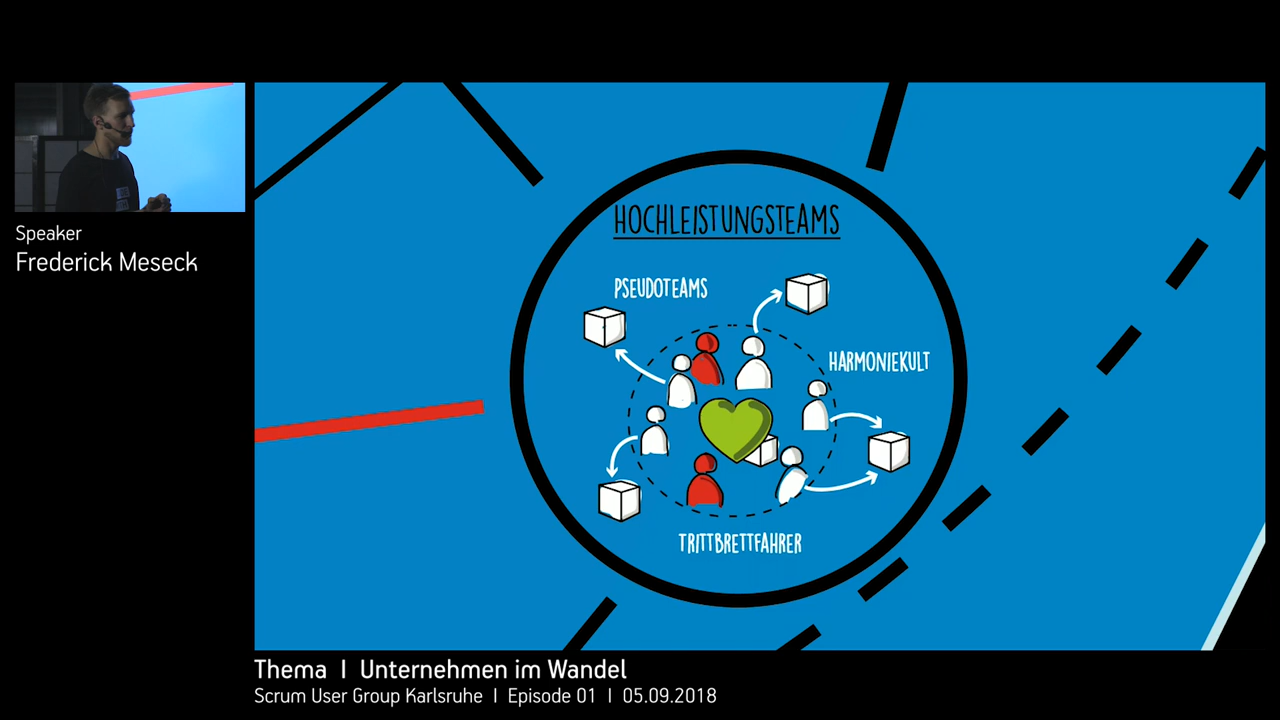 Speaker
Frederick Meseck
HOCHLEISTUNGSTEAMS
PSEUDOTEAMS
HARMONIEKULT
TRITTBRETTFAHRER
Thema I Unternehmen im Wandel
Scrum User Group Karlsruhe I Episode 01 I 05.09.2018